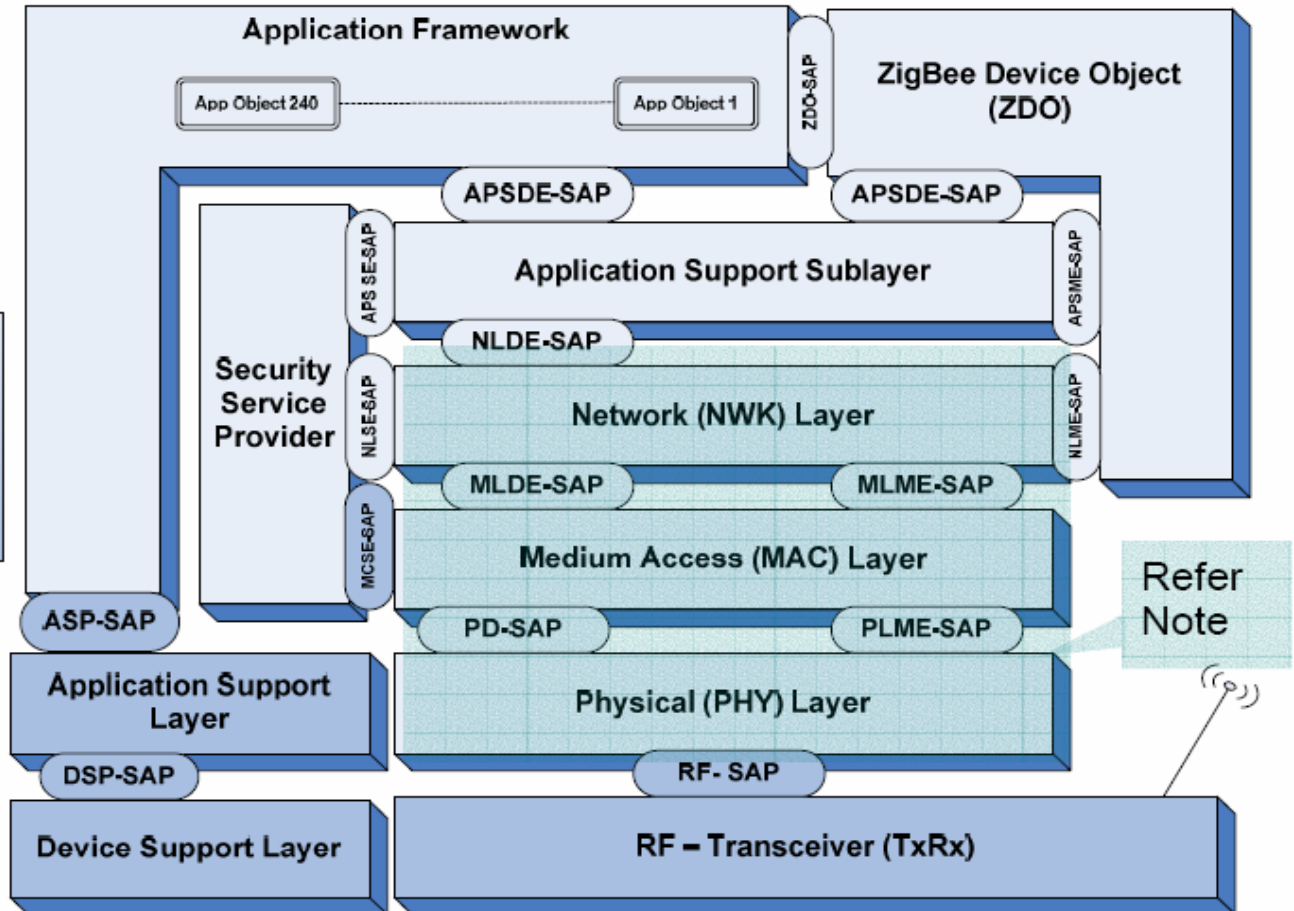 Application Framework
App Object 240
App Object 1
ZDO-SAP
ZigBee Device Object
(ZDO)
APSDE-SAP
APSDE-SAP
APS SE-SAP
Application Support Sublayer
APSME-SAP
NLDE-SAP
Security
Service
Provider
NLSE-SAP
Network (NWK) Layer
NLME-SAP
MLDE-SAP
MLME-SAP
MCSE-SAP
Medium Access (MAC) Layer
Refer
Note
ASP-SAP
PD-SAP
PLME-SAP
Application Support
Layer
Physical (PHY) Layer
DSP-SAP
RF- SAP
Device Support Layer
RF – Transceiver (TxRx)